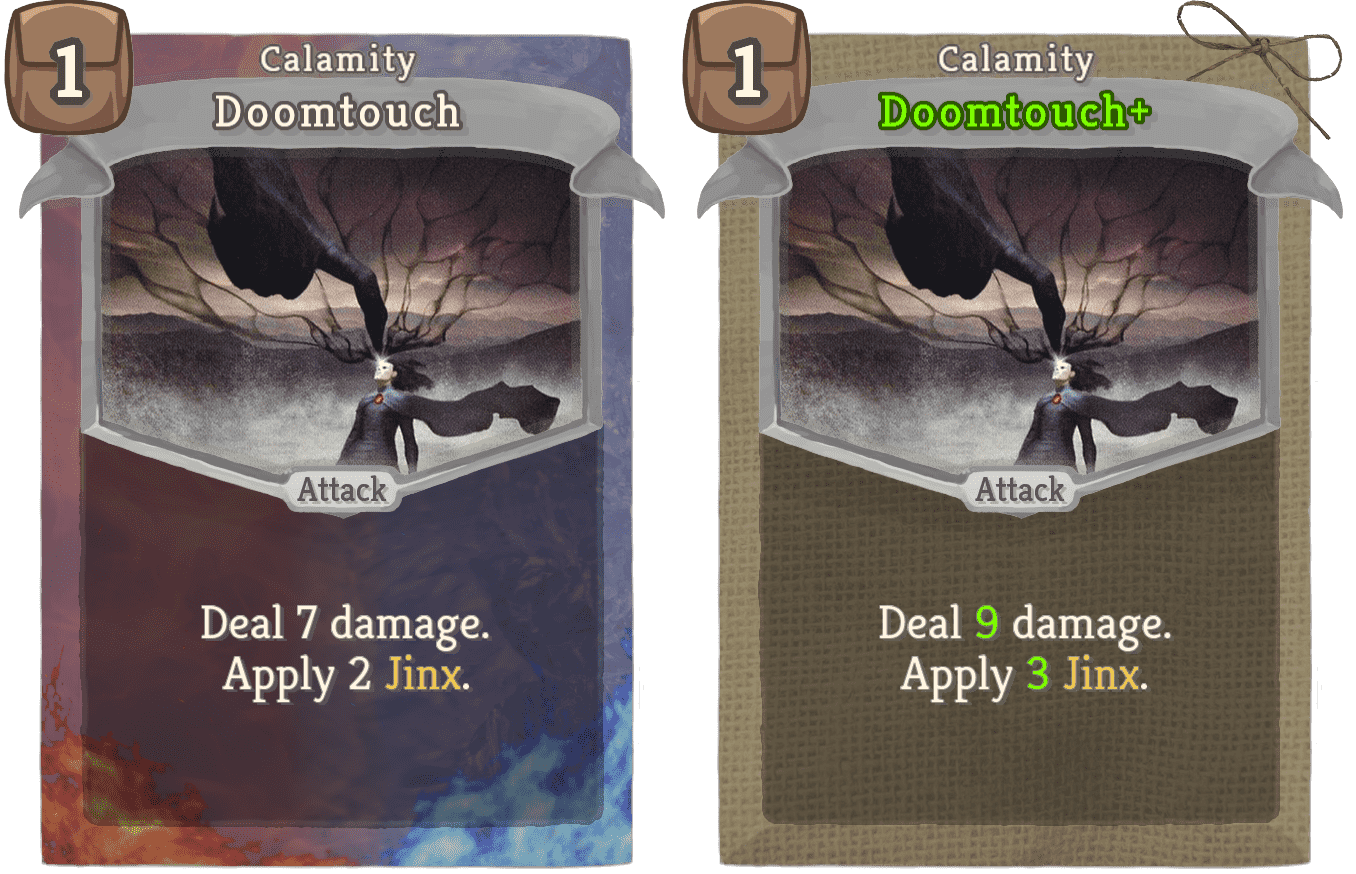 1
Calamity
Doomtouch
Attack
Deal 7 damage.
Apply 2 Jinx.
1
Calamity
Doomtouch+
Attack
Deal 9 damage.
Apply 3 Jinx.